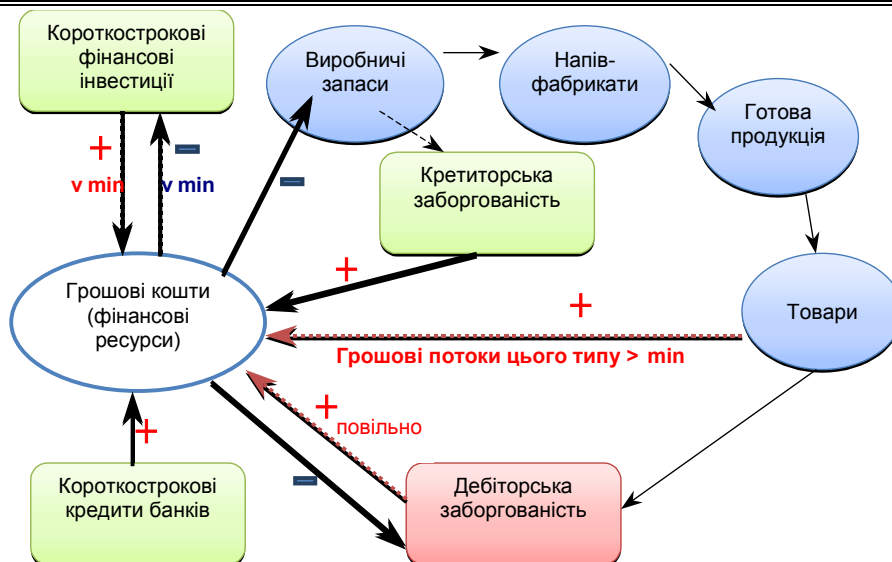 Короткострокові
фінансові
інвестиції
Виробничі
запаси
Напів-
фабрикати
Готова
продукція
+
v min
−
v min
−
Кретиторська
заборгованість
+
Грошові кошти
(фінансові
ресурси)
+
Товари
Грошові потоки цього типу > min
+
повільно
+
−
Короткострокові
кредити банків
Дебіторська
заборгованість